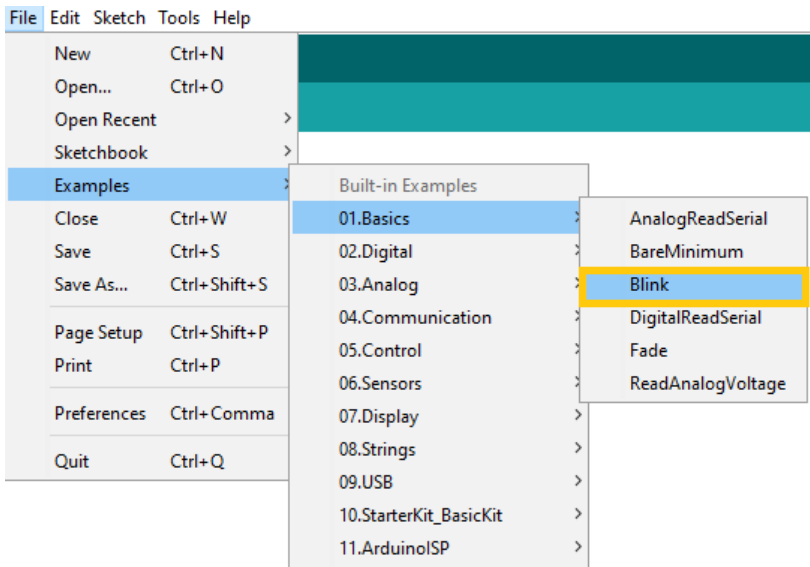 File Edit Sketch Tools Help
New Ctrl+N
Open... Ctrl+O
Open Recent
Sketchbook
Examples
Close Ctrl+W
Save Ctrl+S
Save As... Ctrl+Shift+S
Page Setup Ctrl+Shift+P
Print Ctrl+P
Preferences Ctrl+Comma
Quit Ctrl+Q
Built-in Examples
01.Basics
02.Digital
03.Analog
04.Communication
05.Control
06.Sensors
07.Display
08.Strings
09.USB
10.StarterKit_BasicKit
11.ArduinoISP
AnalogReadSerial
BareMinimum
Blink
DigitalReadSerial
Fade
ReadAnalogVoltage